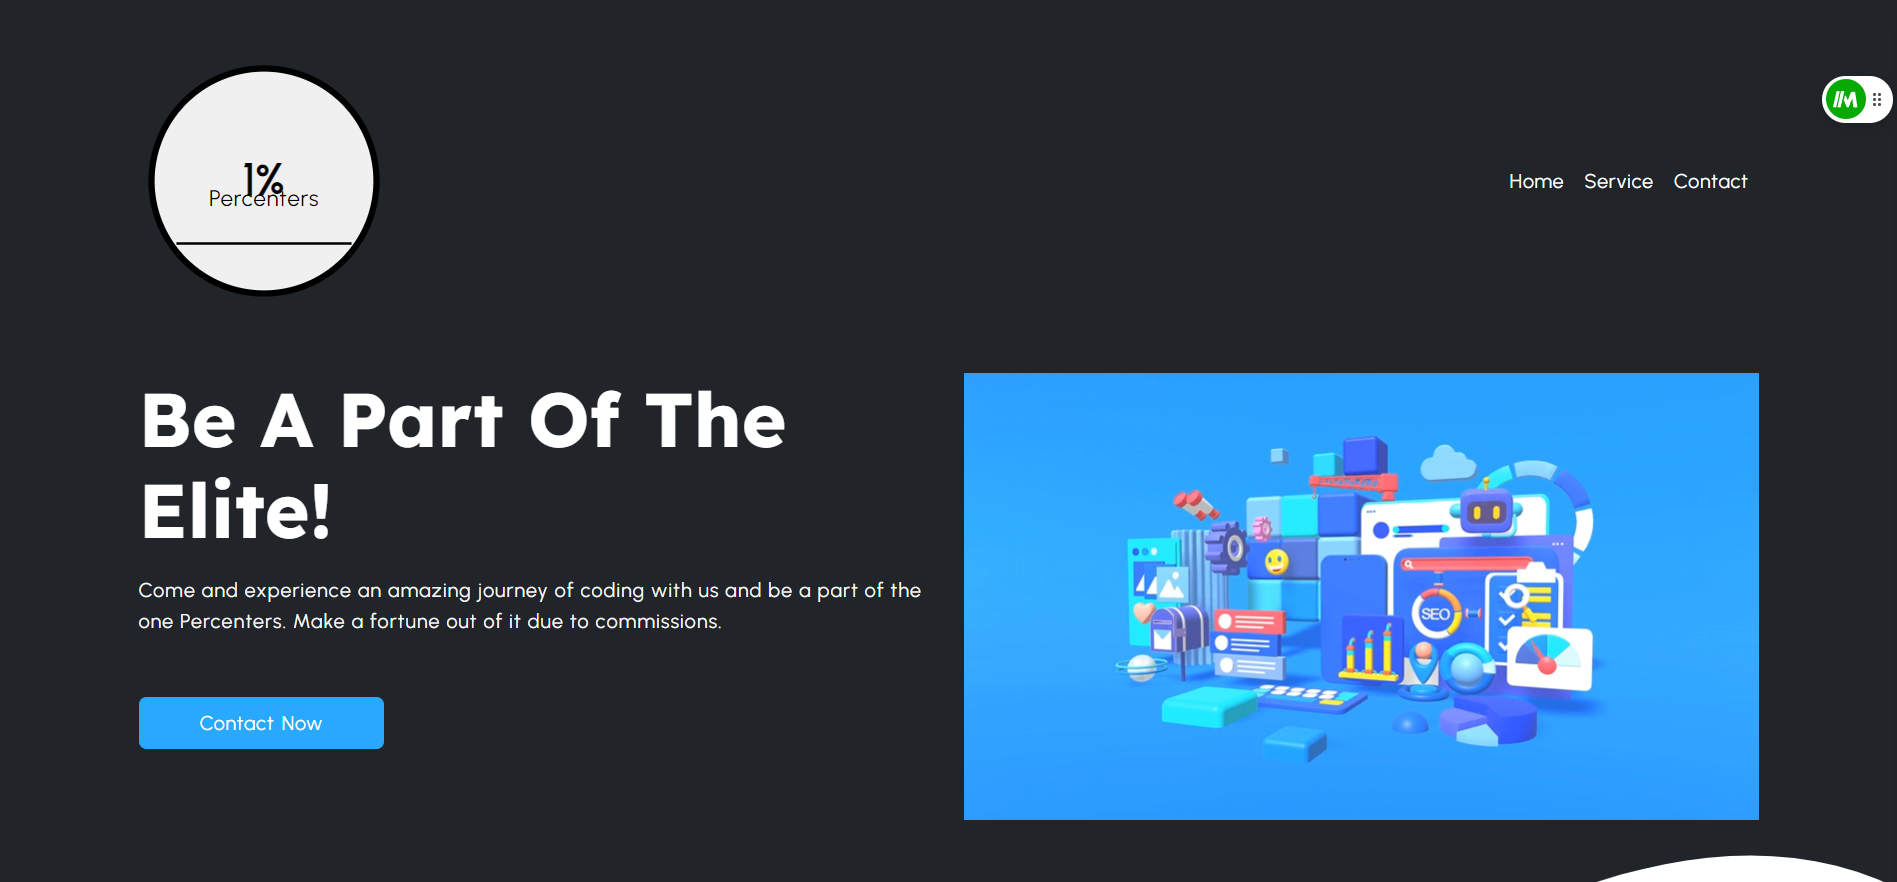 1%
Percenters
Home Service Contact
Be A Part Of The
Elite!
Come and experience an amazing journey of coding with us and be a part of the
one Percenters. Make a fortune out of it due to commissions.
Contact Now
SEO